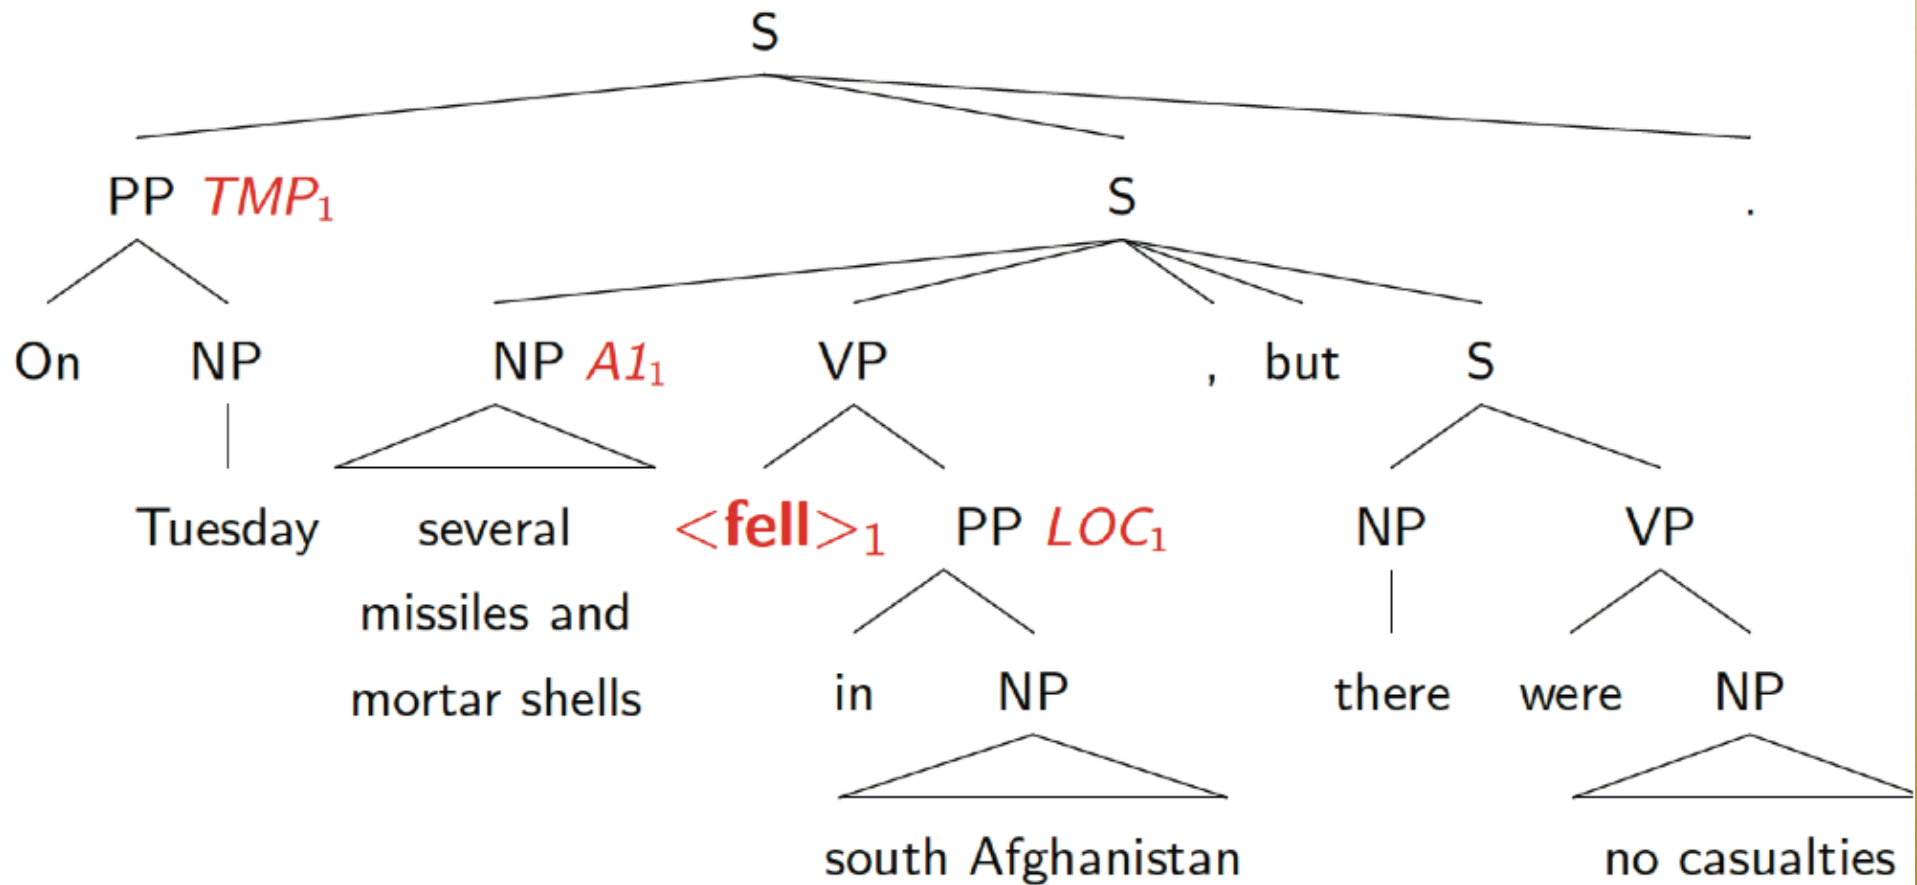 S
PP TMP₁ S .
On NP NP A1₁ VP , but S
Tuesday several <fell>₁ PP LOC₁ NP VP
missiles and
mortar shells in NP there were NP
south Afghanistan no casualties